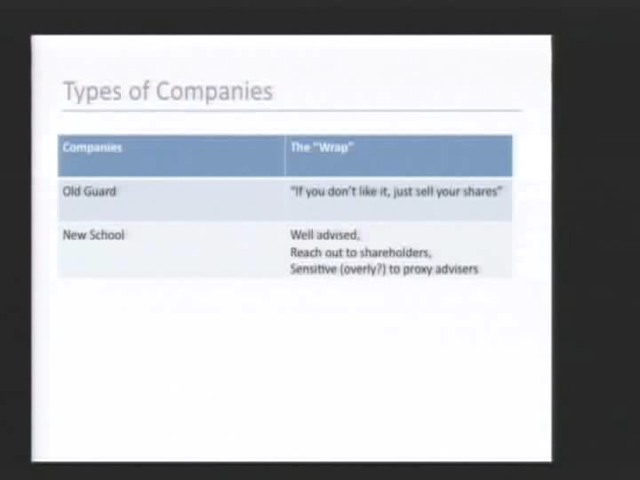 Types of Companies
Companies
The "Wrap"
Old Guard
"If you don't like it, just sell your shares"
New School
Well advised,
Reach out to shareholders,
Sensitive (overly?) to proxy advisers